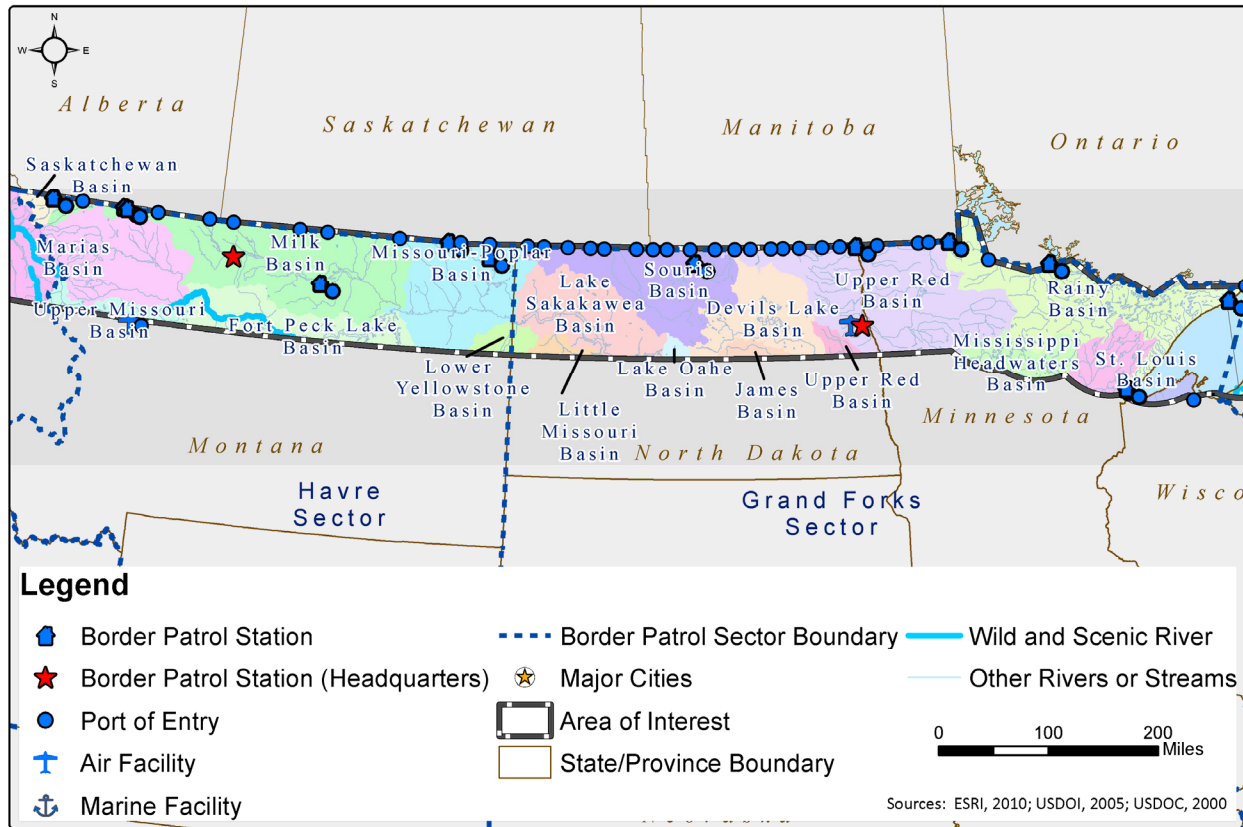 N
W E
S
Alberta
Saskatchewan
Manitoba
Ontario
Saskatchewan
Basin
Marias
Basin
Milk
Basin
Missouri-Poplar
Basin
Souris
Basin
Lake
Sakakawea
Basin
Devils Lake
Basin
Upper Red
Basin
Rainy
Basin
Upper Missouri
Basin
Fort Peck Lake
Basin
Lower
Yellowstone
Basin
Little
Missouri
Basin
Lake Oahe
Basin
James
Basin
Upper Red
Basin
Mississippi
Headwaters
Basin
St. Louis
Basin
Montana
North Dakota
Minnesota
Wisco
Havre
Sector
Grand Forks
Sector
Legend
Border Patrol Station
Border Patrol Station (Headquarters)
Port of Entry
Air Facility
Marine Facility
Border Patrol Sector Boundary
Major Cities
Area of Interest
State/Province Boundary
Wild and Scenic River
Other Rivers or Streams
0 100 200
Miles
Sources: ESRI, 2010; USDOI, 2005; USDOC, 2000